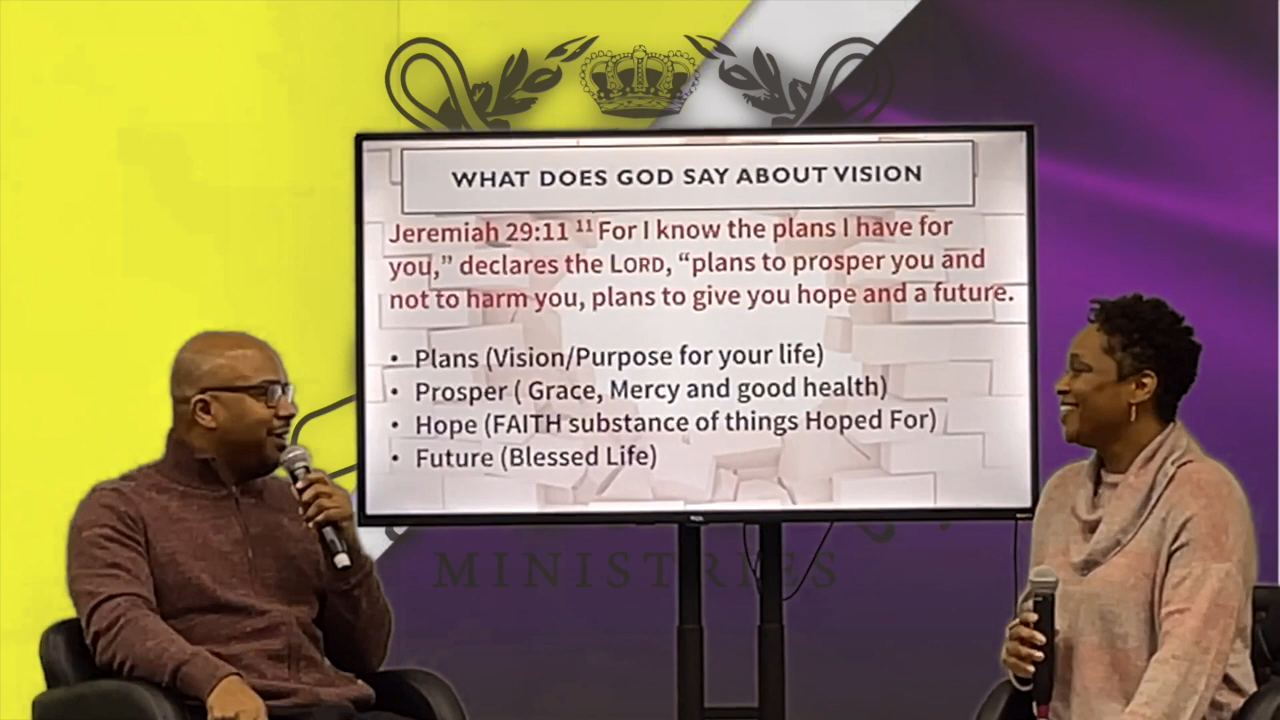 WHAT DOES GOD SAY ABOUT VISION
Jeremiah 29:11 ¹¹ For I know the plans I have for
you,” declares the LORD, “plans to prosper you and
not to harm you, plans to give you hope and a future.
• Plans (Vision/Purpose for your life)
• Prosper ( Grace, Mercy and good health)
• Hope (FAITH substance of things Hoped For)
• Future (Blessed Life)
MINISTRIES